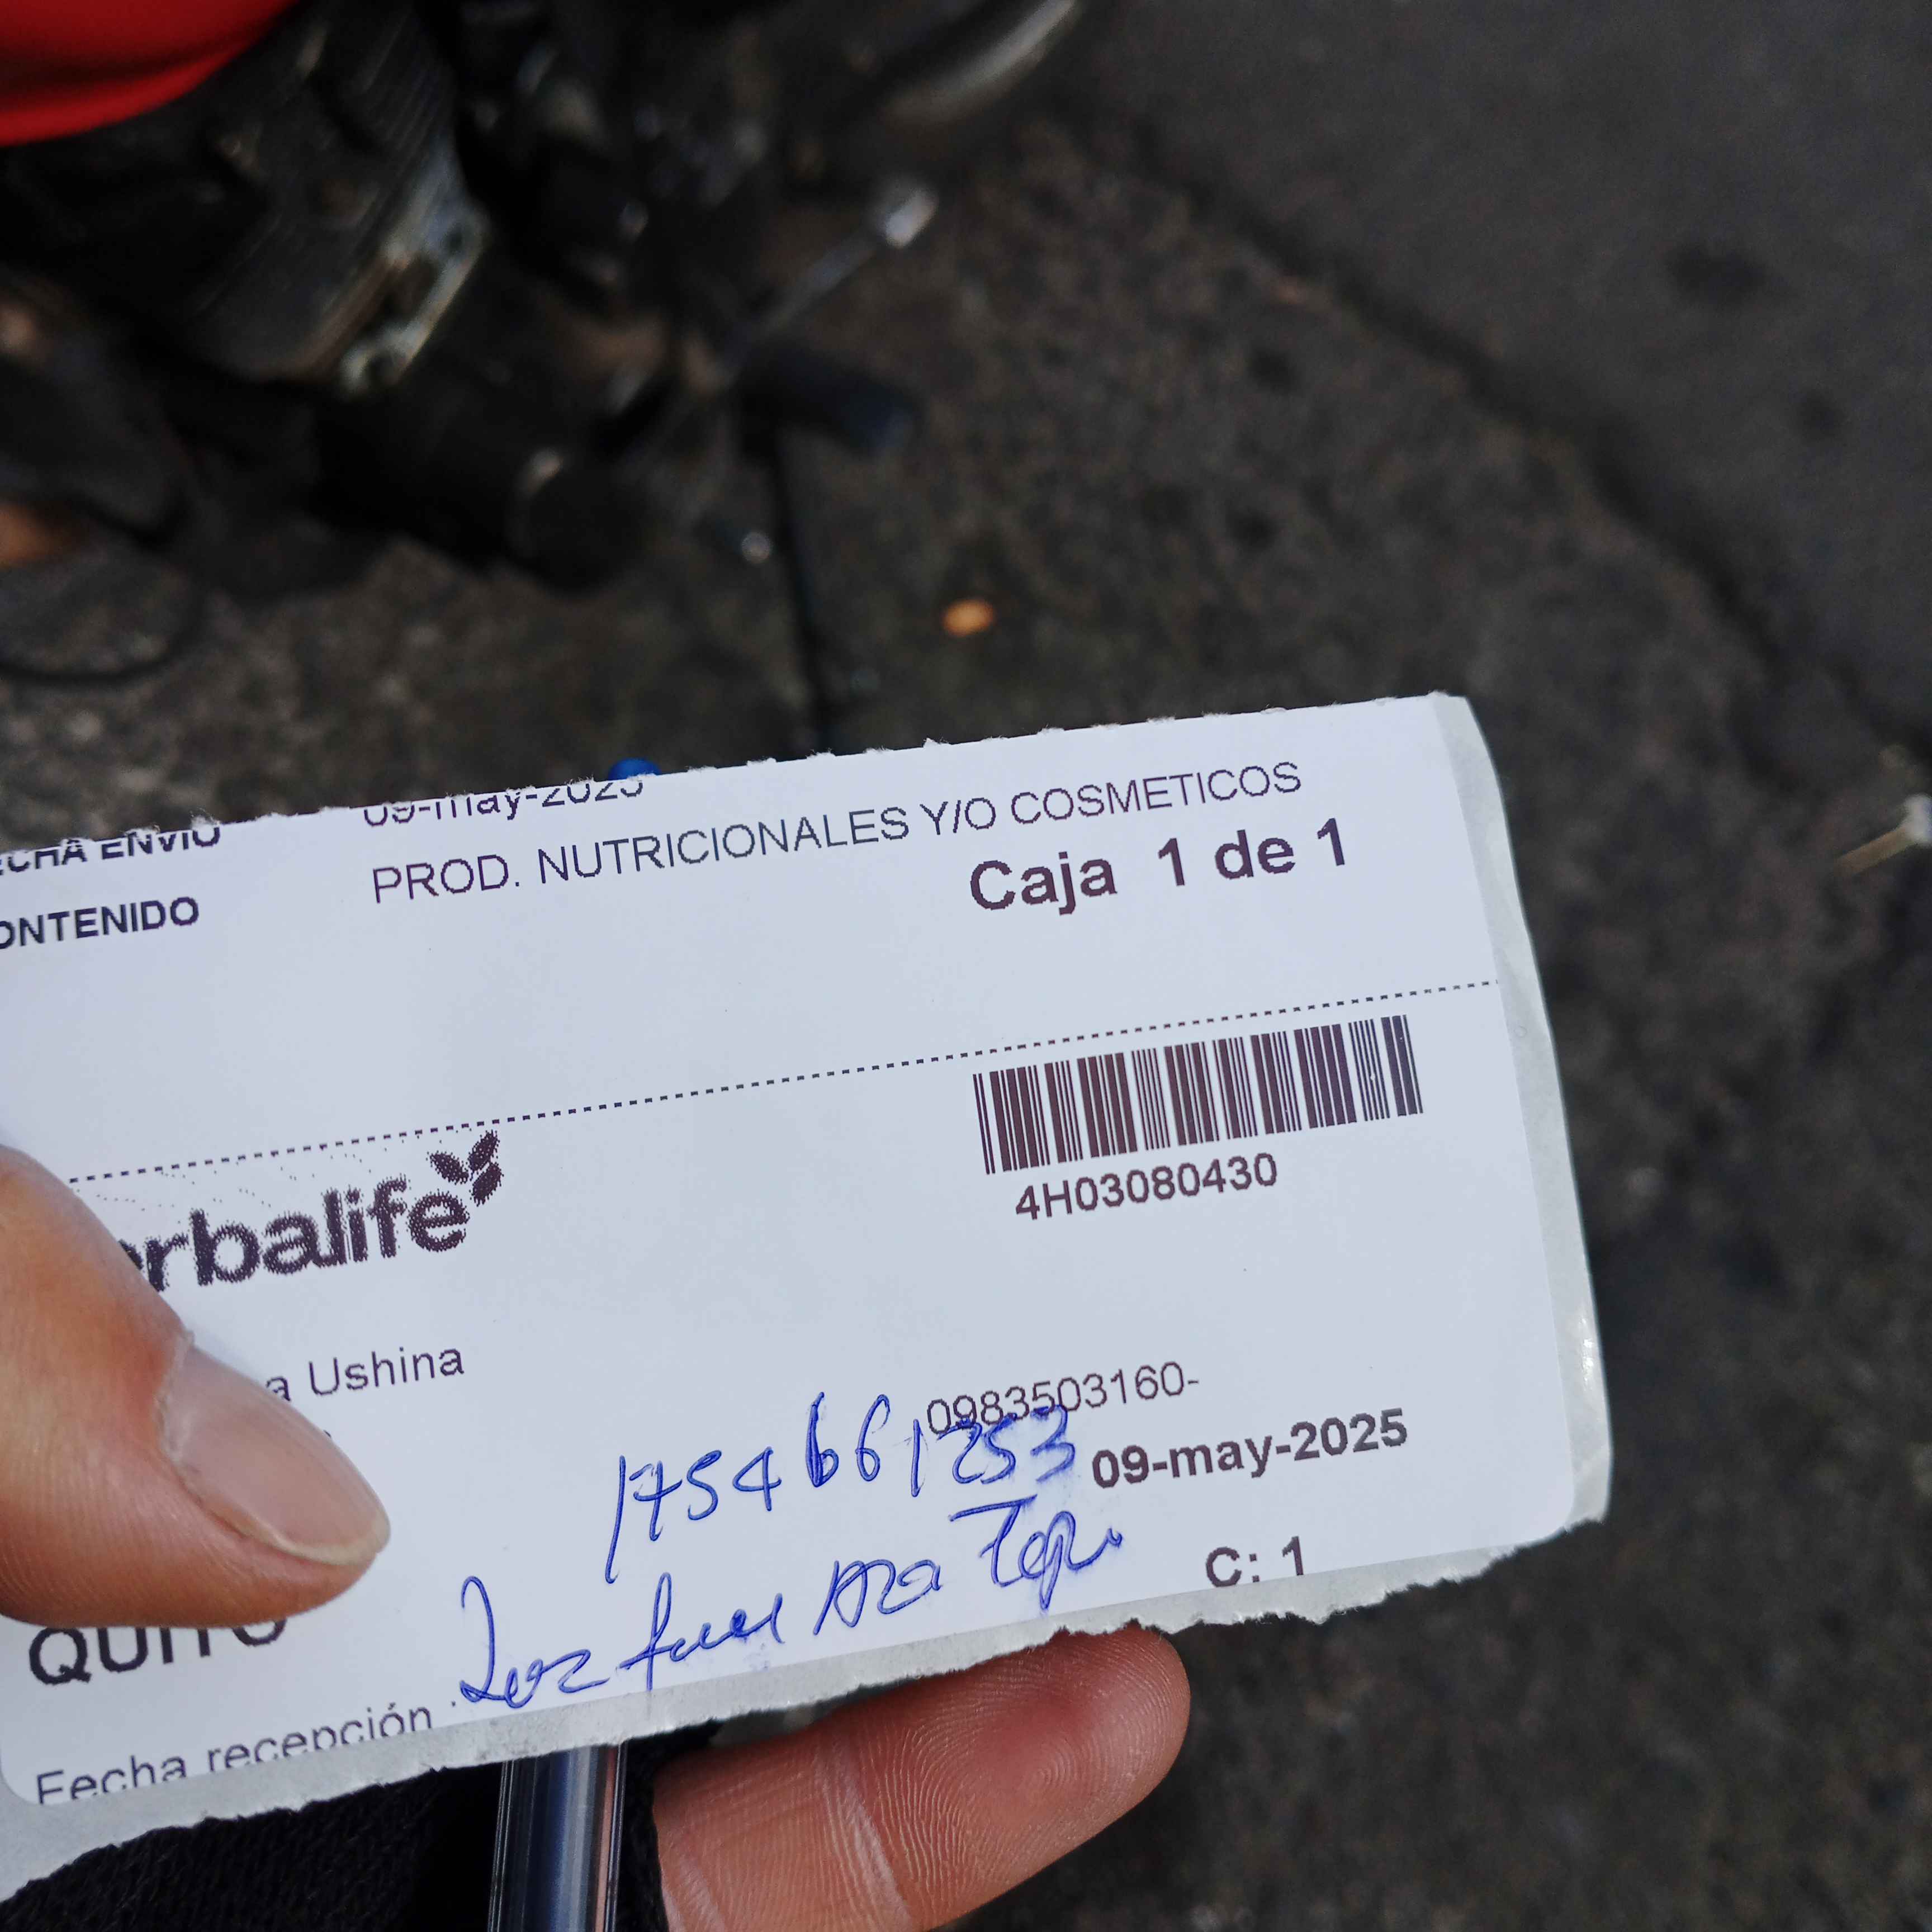 ECHA ENVIO 09-may-2025
PROD. NUTRICIONALES Y/O COSMETICOS
ONTENIDO
Caja 1 de 1
4H03080430
erbalife
a Ushina
0983503160-
1754661253
09-may-2025
C: 1
QUITO
Fecha recepción